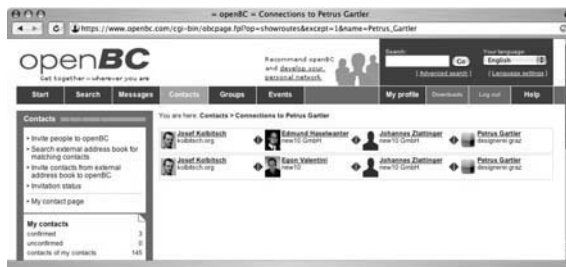 = openBC = Connections to Petrus Gartler
https://www.openbc.com/cgi-bin/obcpage.fpl?op=showroutes&except=1&name=Petrus_Gartler
openBC
Get together – wherever you are
Recommend openBC
and develop your
personal network.
Search:
Go
[ Advanced search ]
Your language:
English
[ Language settings ]
Start Search Messages Contacts Groups Events My profile Downloads Log out Help
Contacts
• Invite people to openBC
• Search external address book for
matching contacts
• Invite contacts from external
address book to openBC
• Invitation status
• My contact page
My contacts
confirmed 3
unconfirmed 0
contacts of my contacts 145
You are here: Contacts > Connections to Petrus Gartler
Josef Kolbitsch Edmund Haselwanter Johannes Zlattinger Petrus Gartler
kolbitsch.org new10 GmbH new10 GmbH designerei graz
Josef Kolbitsch Egon Valentini Johannes Zlattinger Petrus Gartler
kolbitsch.org new10 new10 GmbH designerei graz